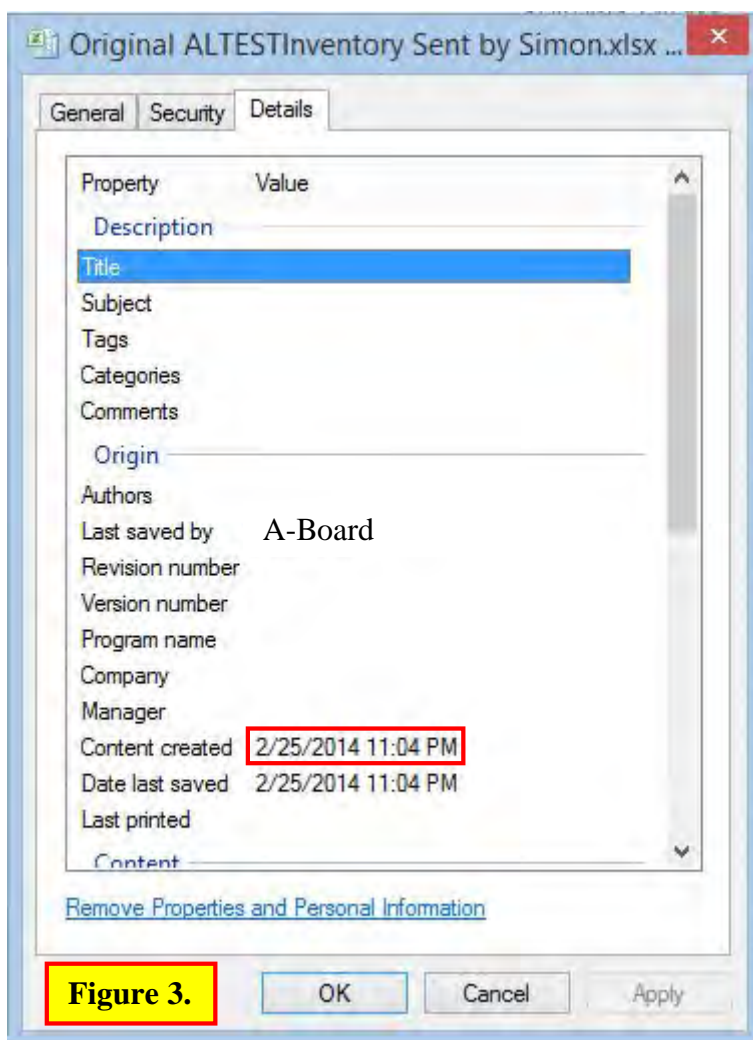 Original ALTESTInventory Sent by Simon.xlsx ...
General Security Details
Property Value
Description
Title
Subject
Tags
Categories
Comments
Origin
Authors
Last saved by A-Board
Revision number
Version number
Program name
Company
Manager
Content created 2/25/2014 11:04 PM
Date last saved 2/25/2014 11:04 PM
Last printed
Content
Remove Properties and Personal Information
Figure 3. OK Cancel Apply